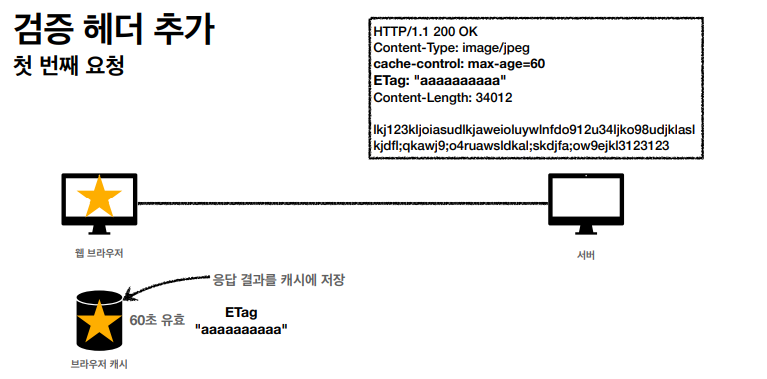 검증 헤더 추가
첫 번째 요청
HTTP/1.1 200 OK
Content-Type: image/jpeg
cache-control: max-age=60
ETag: "aaaaaaaaaa"
Content-Length: 34012
lkj123kljoiasudlkjaweioluywlnfdo912u34ljko98udjklasl
kjdfl;qkawj9;o4ruawsldkal;skdjfa;ow9ejkl3123123
웹 브라우저
서버
응답 결과를 캐시에 저장
60초 유효
ETag
"aaaaaaaaaa"
브라우저 캐시